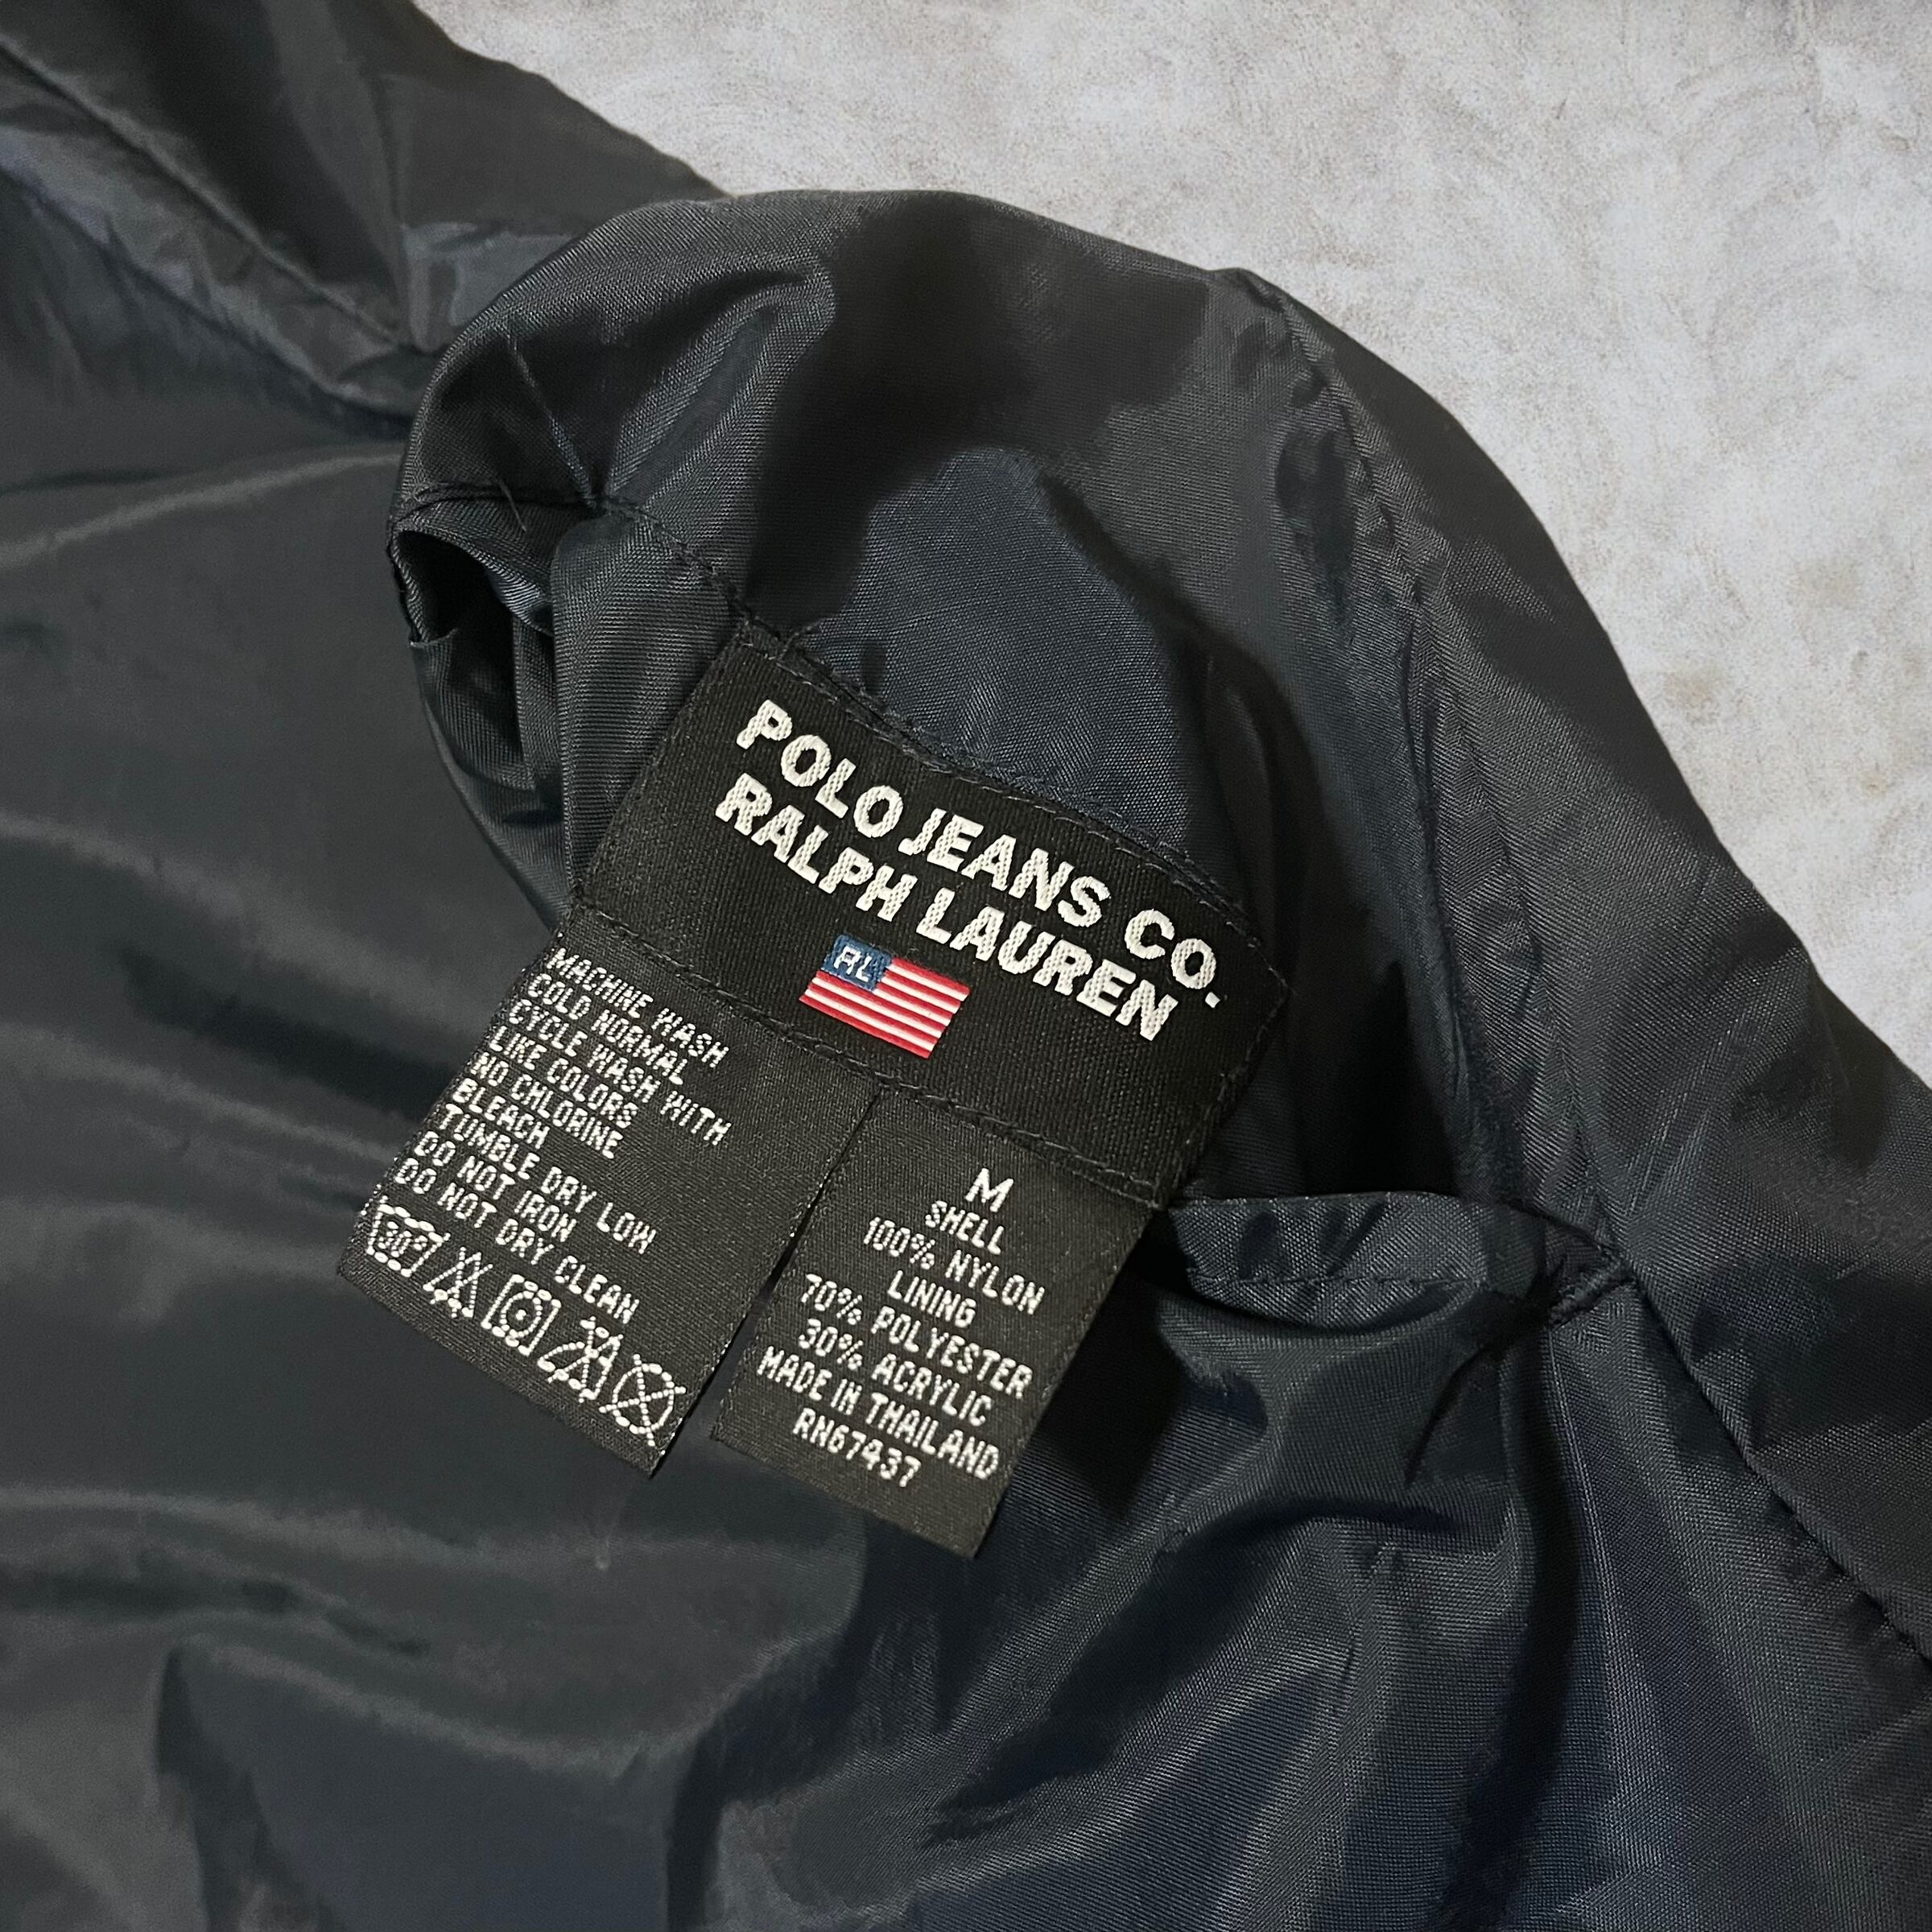 POLO JEANS CO.
RALPH LAUREN
RL
MACHINE WASH
COLD NORMAL
CYCLE WASH WITH
LIKE COLORS
NO CHLORINE
BLEACH
TUMBLE DRY LOW
DO NOT IRON
DO NOT DRY CLEAN
30°
M
SHELL
100% NYLON
LINING
70% POLYESTER
30% ACRYLIC
MADE IN THAILAND
RN67437